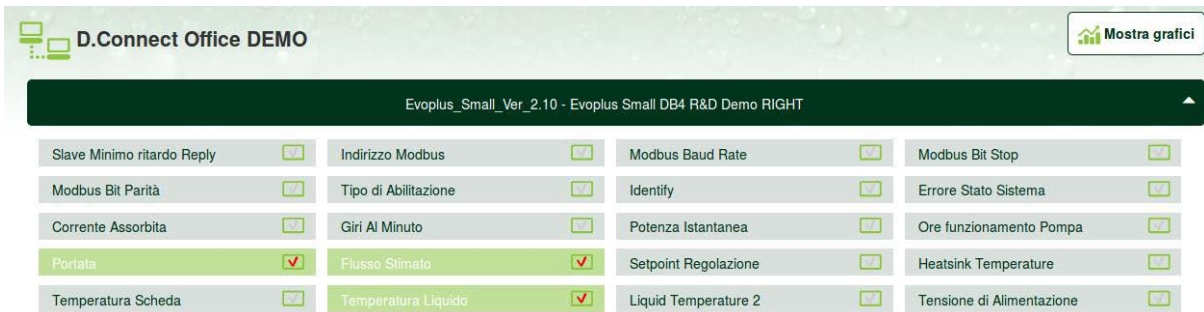 D.Connect Office DEMO
Mostra grafici
Evoplus_Small_Ver_2.10 - Evoplus Small DB4 R&D Demo RIGHT
Slave Minimo ritardo Reply Indirizzo Modbus Modbus Baud Rate Modbus Bit Stop
Modbus Bit Parità Tipo di Abilitazione Identify Errore Stato Sistema
Corrente Assorbita Giri Al Minuto Potenza Istantanea Ore funzionamento Pompa
Portata Flusso Stimato Setpoint Regolazione Heatsink Temperature
Temperatura Scheda Temperatura Liquido Liquid Temperature 2 Tensione di Alimentazione